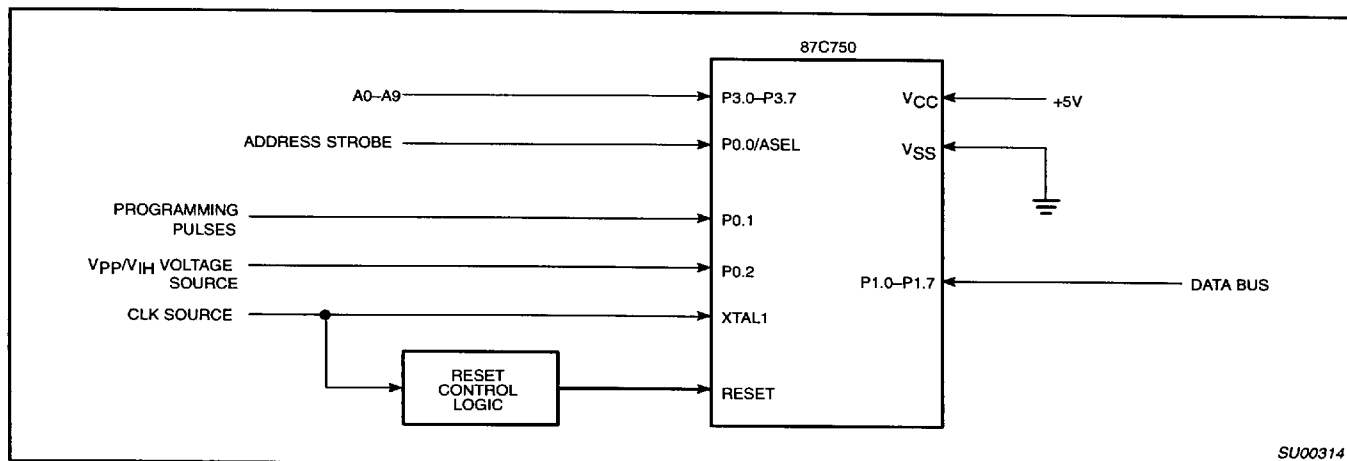 87C750
A0–A9
P3.0–P3.7
VCC
+5V
ADDRESS STROBE
P0.0/ASEL
VSS
PROGRAMMING
PULSES
P0.1
VPP/VIH VOLTAGE
SOURCE
P0.2
P1.0–P1.7
DATA BUS
CLK SOURCE
XTAL1
RESET
CONTROL
LOGIC
RESET
SU00314